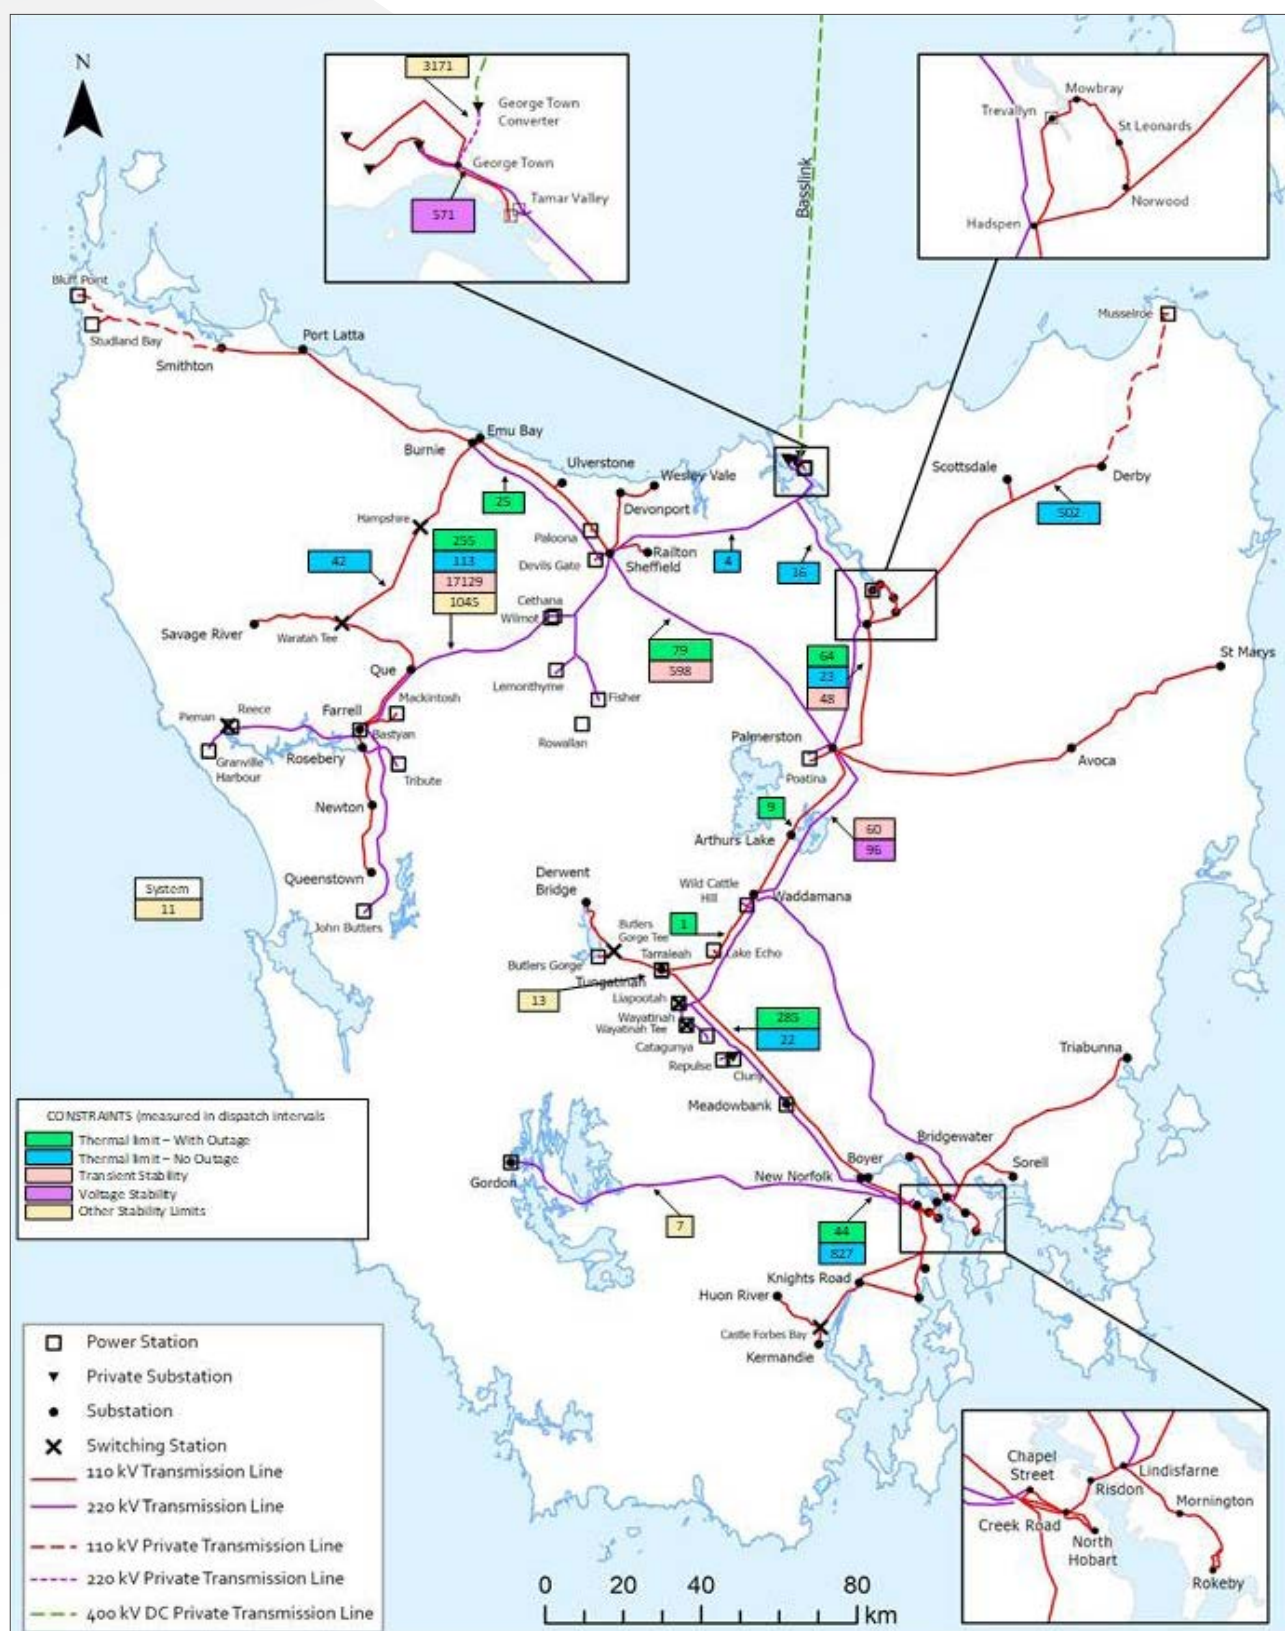 N
3171
George Town
Converter
George Town
Tamar Valley
571
Basslink
Mowbray
Trevallyn
St Leonards
Norwood
Hadspen
Bluff Point
Studland Bay
Smithton
Port Latta
Musselroe
Emu Bay
Burnie
Ulverstone
Wesley Vale
25
Devonport
Scottsdale
Derby
502
Hampshire
Paloona
Railton
Devils Gate
Sheffield
4
16
42
255
113
17129
1045
Cethana
Wilmot
Savage River
Waratah Tee
79
598
64
23
48
St Marys
Que
Lemonthyme
Fisher
Mackintosh
Pieman
Reece
Farrell
Bastyan
Rowallan
Palmerston
Granville
Harbour
Rosebery
Tribute
Poatina
Avoca
Newton
9
Arthurs Lake
60
96
Queenstown
Derwent
Bridge
Wild Cattle
Hill
Waddamana
System
11
John Butters
Butlers
Gorge Tee
1
Butlers Gorge
Tarraleah
Lake Echo
Tungatinah
13
Liapootah
Wayatinah
Wayatinah Tee
285
22
Catagunya
Repulse
Cluny
Triabunna
Meadowbank
CONSTRAINTS (measured in dispatch intervals
Thermal limit – With Outage
Thermal limit – No Outage
Transient Stability
Voltage Stability
Other Stability Limits
Bridgewater
Boyer
Sorell
Gordon
New Norfolk
7
44
827
Knights Road
Huon River
Castle Forbes Bay
Kermandie
Power Station
Private Substation
Substation
Switching Station
110 kV Transmission Line
220 kV Transmission Line
110 kV Private Transmission Line
220 kV Private Transmission Line
400 kV DC Private Transmission Line
Chapel
Street
Lindisfarne
Risdon
Mornington
Creek Road
North
Hobart
Rokeby
0 20 40 80
km